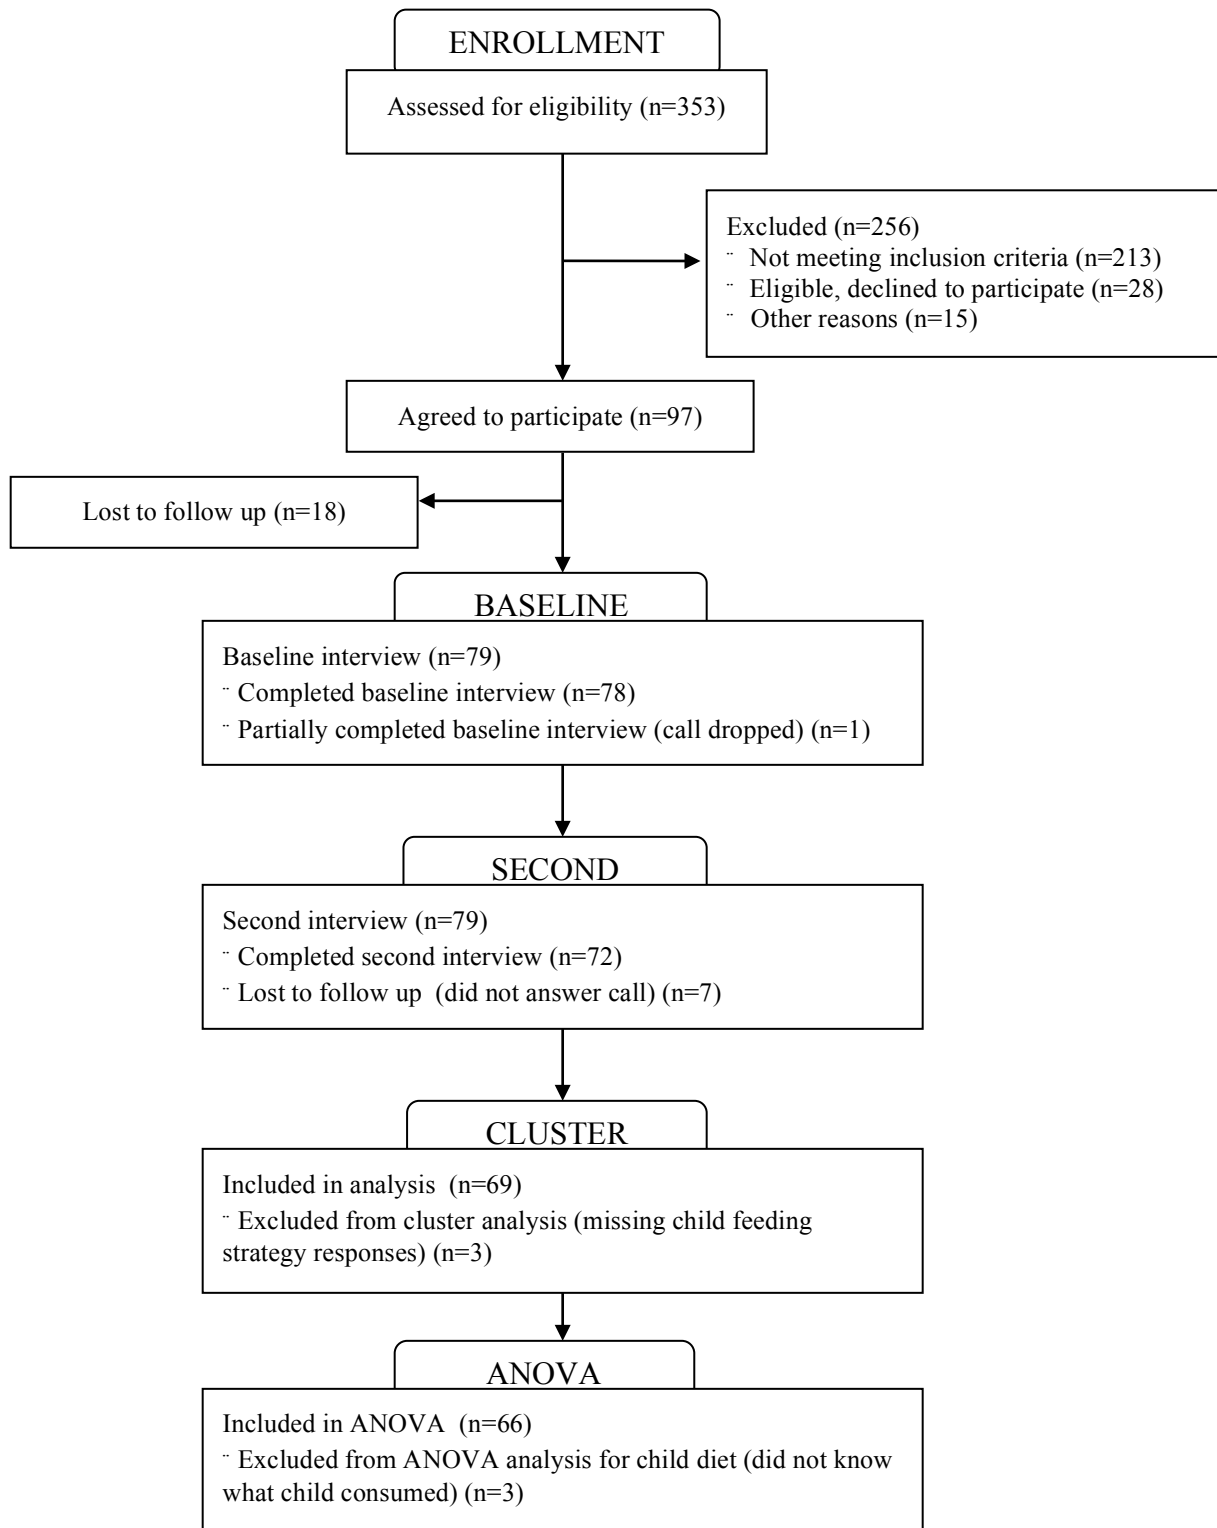 ENROLLMENT
Assessed for eligibility (n=353)
Excluded (n=256)
¨ Not meeting inclusion criteria (n=213)
¨ Eligible, declined to participate (n=28)
¨ Other reasons (n=15)
Agreed to participate (n=97)
Lost to follow up (n=18)
BASELINE
Baseline interview (n=79)
¨ Completed baseline interview (n=78)
¨ Partially completed baseline interview (call dropped) (n=1)
SECOND
Second interview (n=79)
¨ Completed second interview (n=72)
¨ Lost to follow up (did not answer call) (n=7)
CLUSTER
Included in analysis (n=69)
¨ Excluded from cluster analysis (missing child feeding
strategy responses) (n=3)
ANOVA
Included in ANOVA (n=66)
¨ Excluded from ANOVA analysis for child diet (did not know
what child consumed) (n=3)